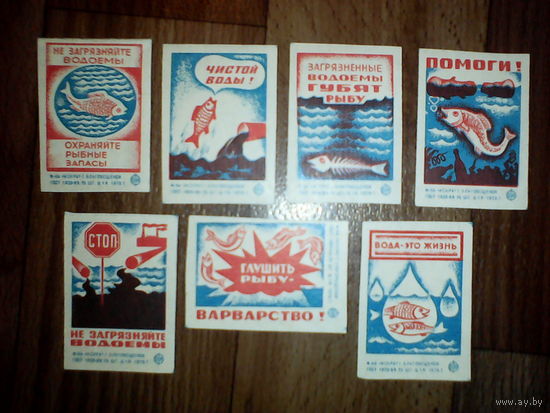 НЕ ЗАГРЯЗНЯЙТЕ
ВОДОЕМЫ
ОХРАНЯЙТЕ
РЫБНЫЕ
ЗАПАСЫ
ЧИСТОЙ
ВОДЫ!
ЗАГРЯЗНЕННЫЕ
ВОДОЕМЫ
ГУБЯТ
РЫБУ
ПОМОГИ!
СТОП
НЕ ЗАГРЯЗНЯЙТЕ
ВОДОЕМЫ
ГЛУШИТЬ
РЫБУ-
ВАРВАРСТВО!
ВОДА-ЭТО ЖИЗНЬ
www.ay.by